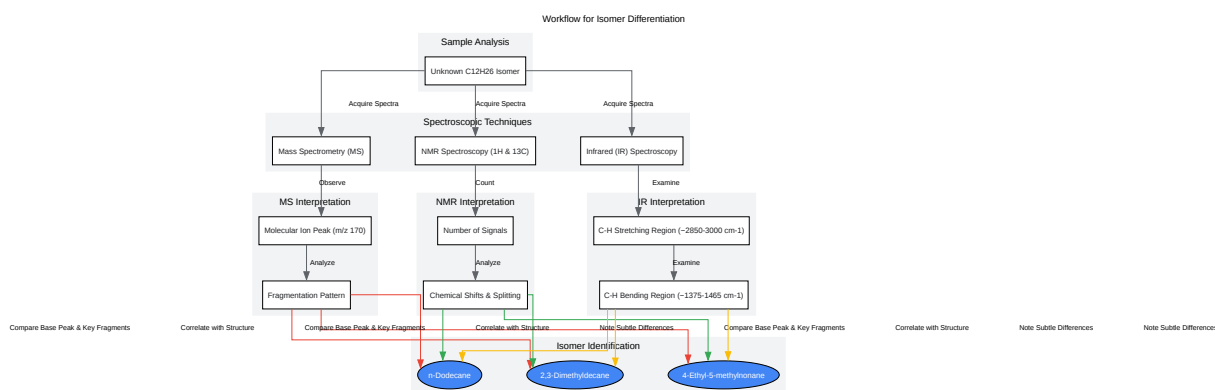 Workflow for Isomer Differentiation
Sample Analysis
Unknown C12H26 Isomer
Acquire Spectra
Acquire Spectra
Acquire Spectra
Spectroscopic Techniques
Mass Spectrometry (MS)
NMR Spectroscopy (1H & 13C)
Infrared (IR) Spectroscopy
Observe
Count
Examine
MS Interpretation
NMR Interpretation
IR Interpretation
Molecular Ion Peak (m/z 170)
Number of Signals
C-H Stretching Region (~2850-3000 cm-1)
Analyze
Analyze
Examine
Fragmentation Pattern
Chemical Shifts & Splitting
C-H Bending Region (~1375-1465 cm-1)
Compare Base Peak & Key Fragments
Correlate with Structure
Compare Base Peak & Key Fragments
Correlate with Structure
Note Subtle Differences
Compare Base Peak & Key Fragments
Correlate with Structure
Note Subtle Differences
Note Subtle Differences
Isomer Identification
n-Dodecane
2,3-Dimethyldecane
4-Ethyl-5-methylnonane